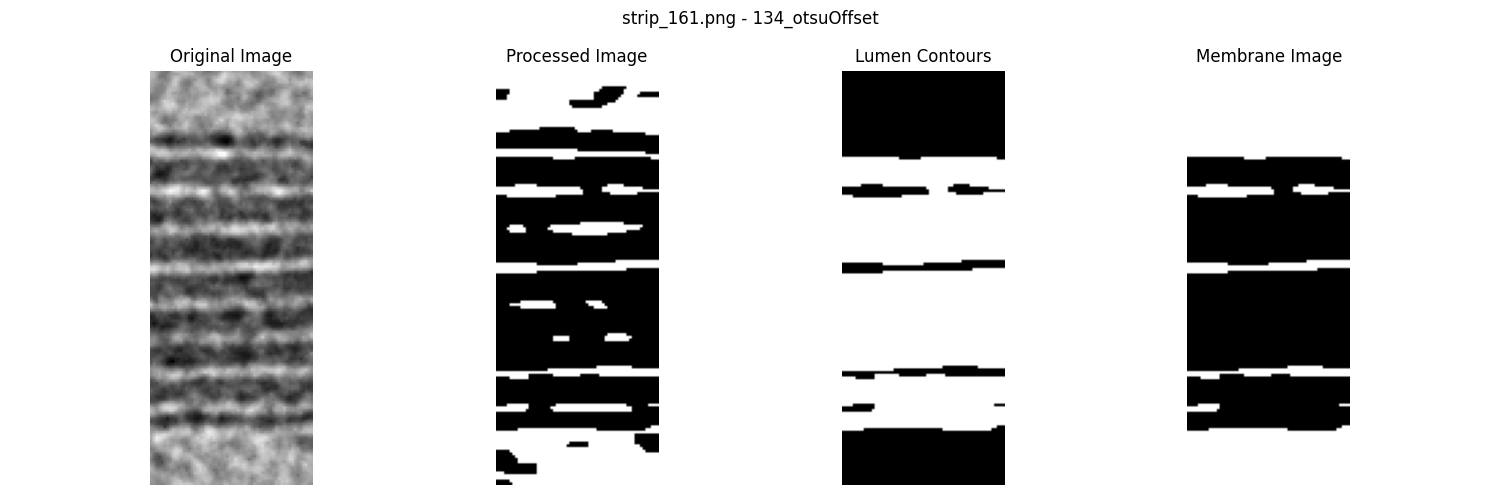 strip_161.png - 134_otsuOffset
Original Image
Processed Image
Lumen Contours
Membrane Image